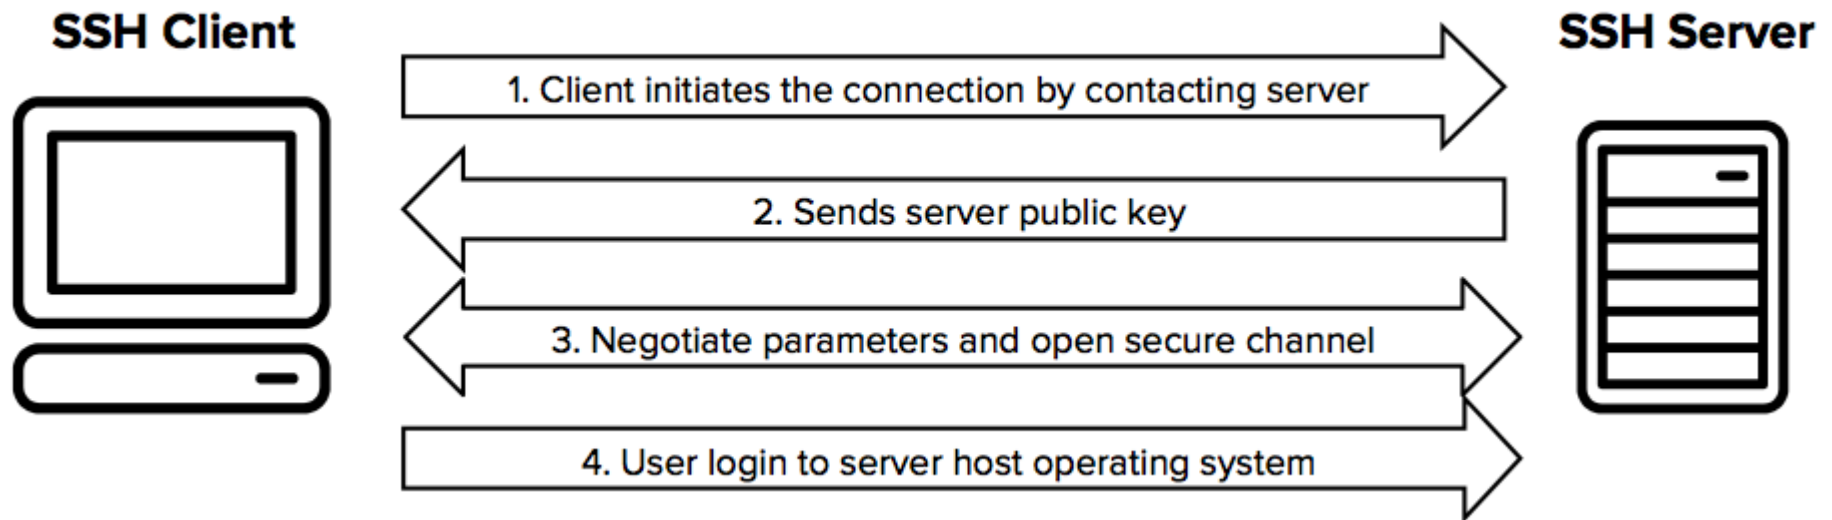 SSH Client
SSH Server
1. Client initiates the connection by contacting server
2. Sends server public key
3. Negotiate parameters and open secure channel
4. User login to server host operating system